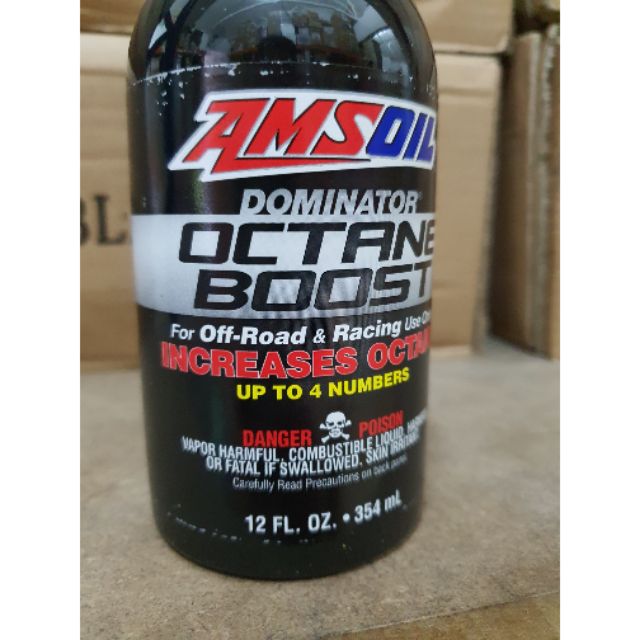 AMSOIL
DOMINATOR®
OCTANE
BOOST
For Off-Road & Racing Use
INCREASES
UP TO 4 NUMBERS
DANGER POISON
VAPOR HARMFUL, COMBUSTIBLE LIQUID,
OR FATAL IF SWALLOWED, SKIN
Carefully Read Precautions on back
12 FL. OZ. • 354 mL
BL